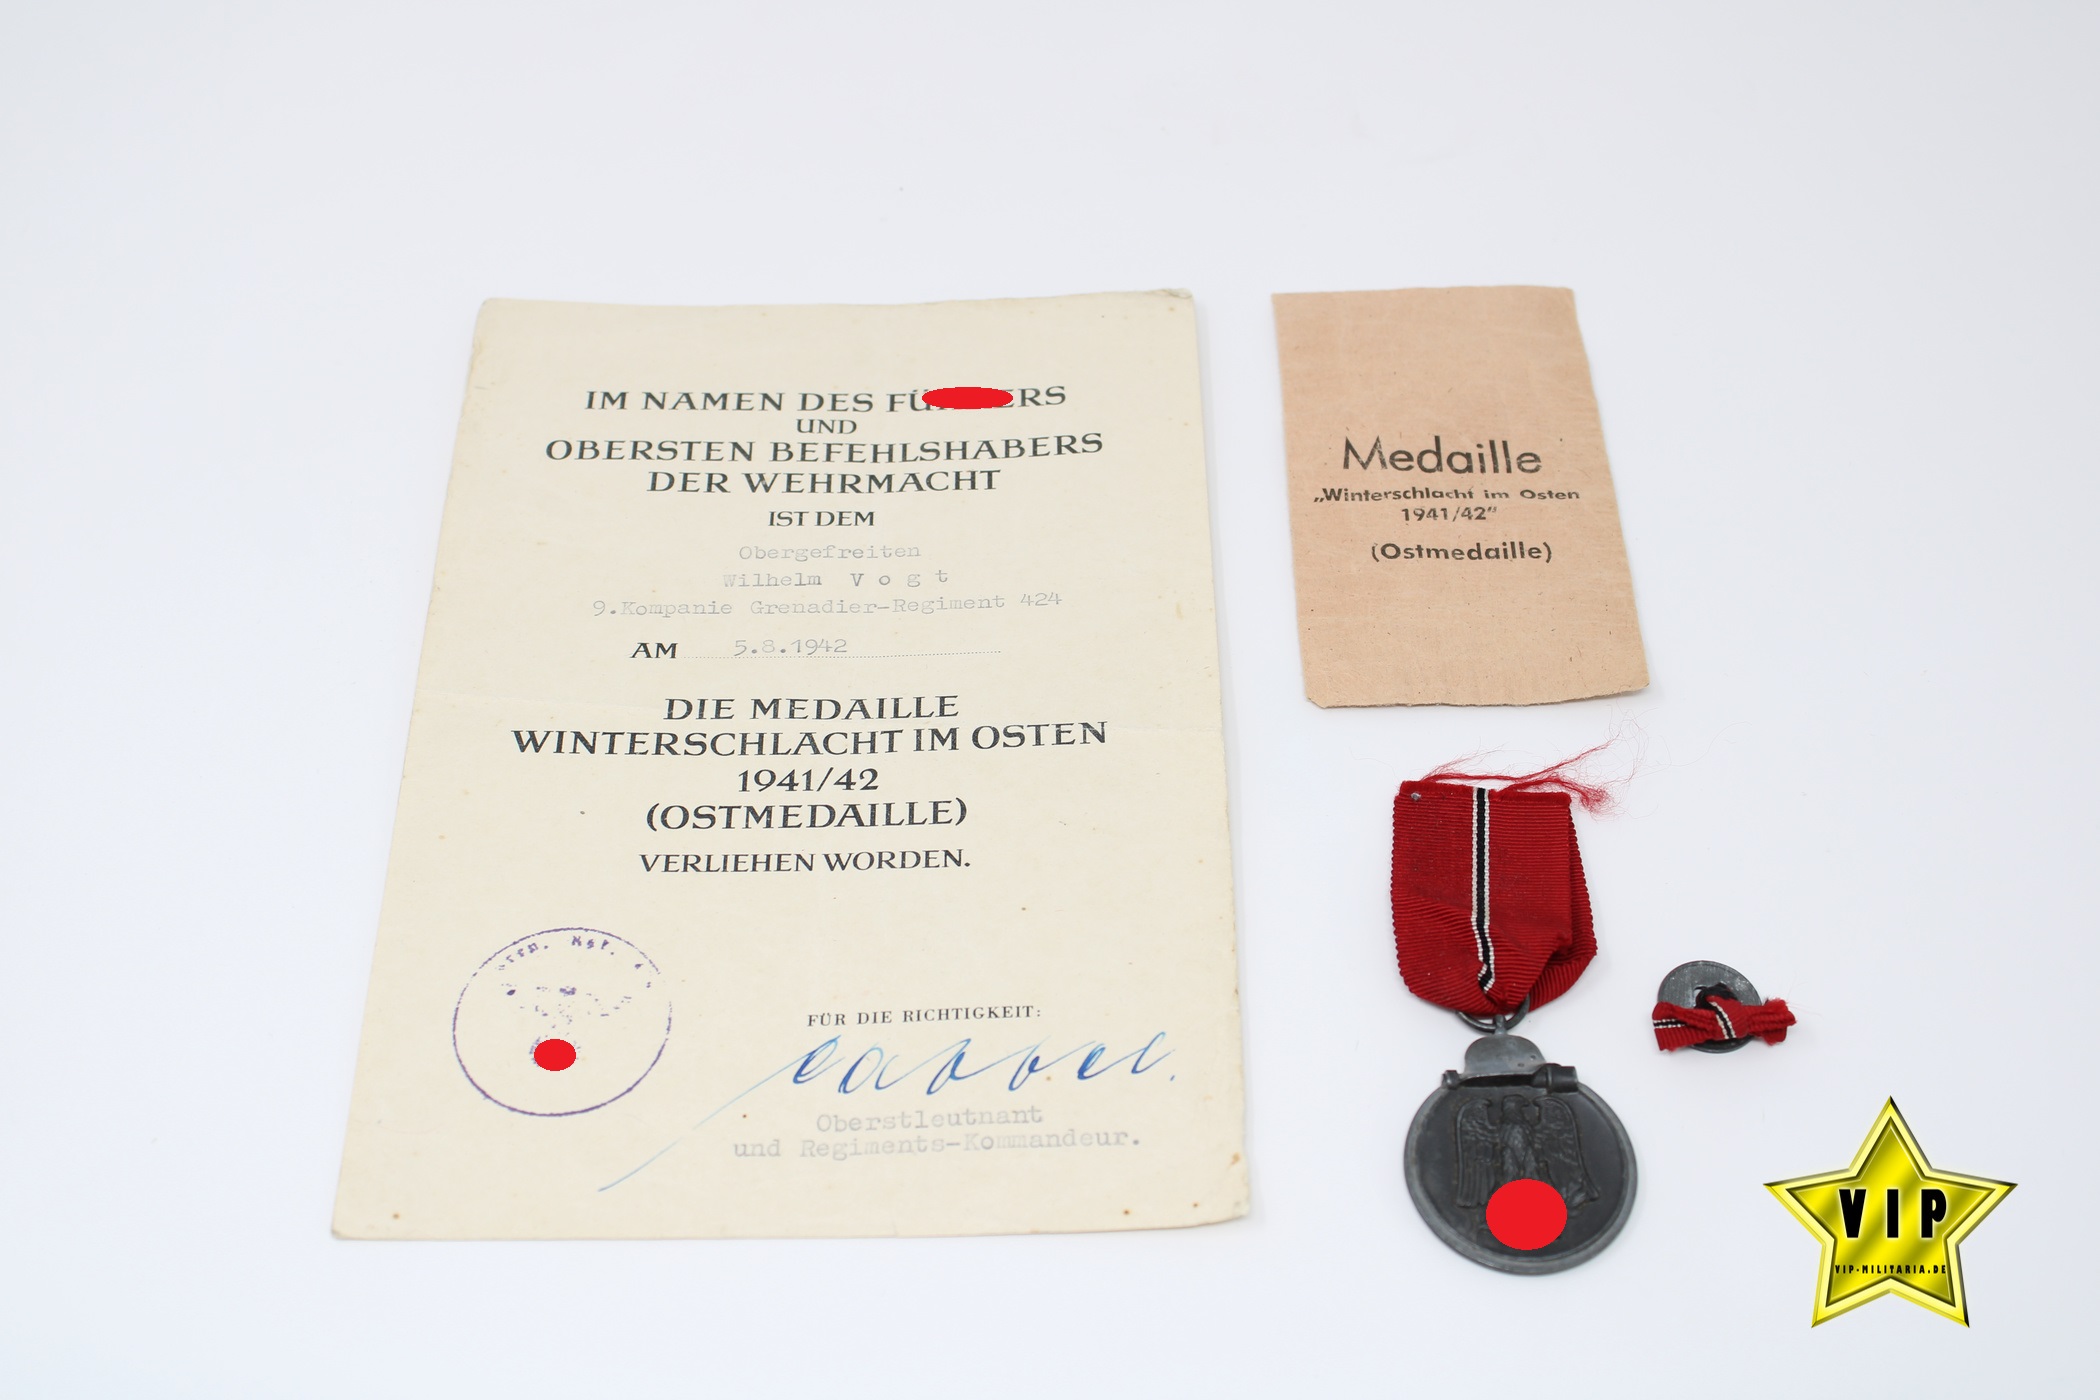 IM NAMEN DES FÜ ERS
UND
OBERSTEN BEFEHLSHABERS
DER WEHRMACHT
IST DEM
Obergefreiten
Wilhelm V o g t
9.Kompanie Grenadier-Regiment 424
AM 5.8.1942
DIE MEDAILLE
WINTERSCHLACHT IM OSTEN
1941/42
(OSTMEDAILLE)
VERLIEHEN WORDEN.
FÜR DIE RICHTIGKEIT:
Oberstleutnant
und Regiments-Kommandeur.
Medaille
„Winterschlacht im Osten
1941/42"
(Ostmedaille)
VIP
VIP-MILITARIA.DE